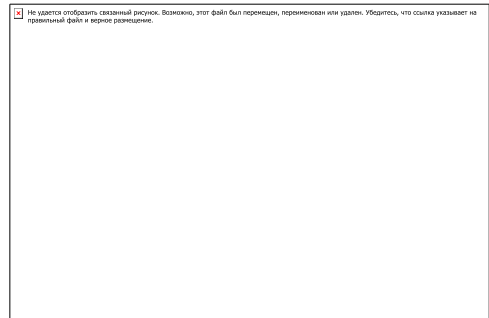 Не удается отобразить связанный рисунок. Возможно, этот файл был перемещен, переименован или удален. Убедитесь, что ссылка указывает на
правильный файл и верное размещение.